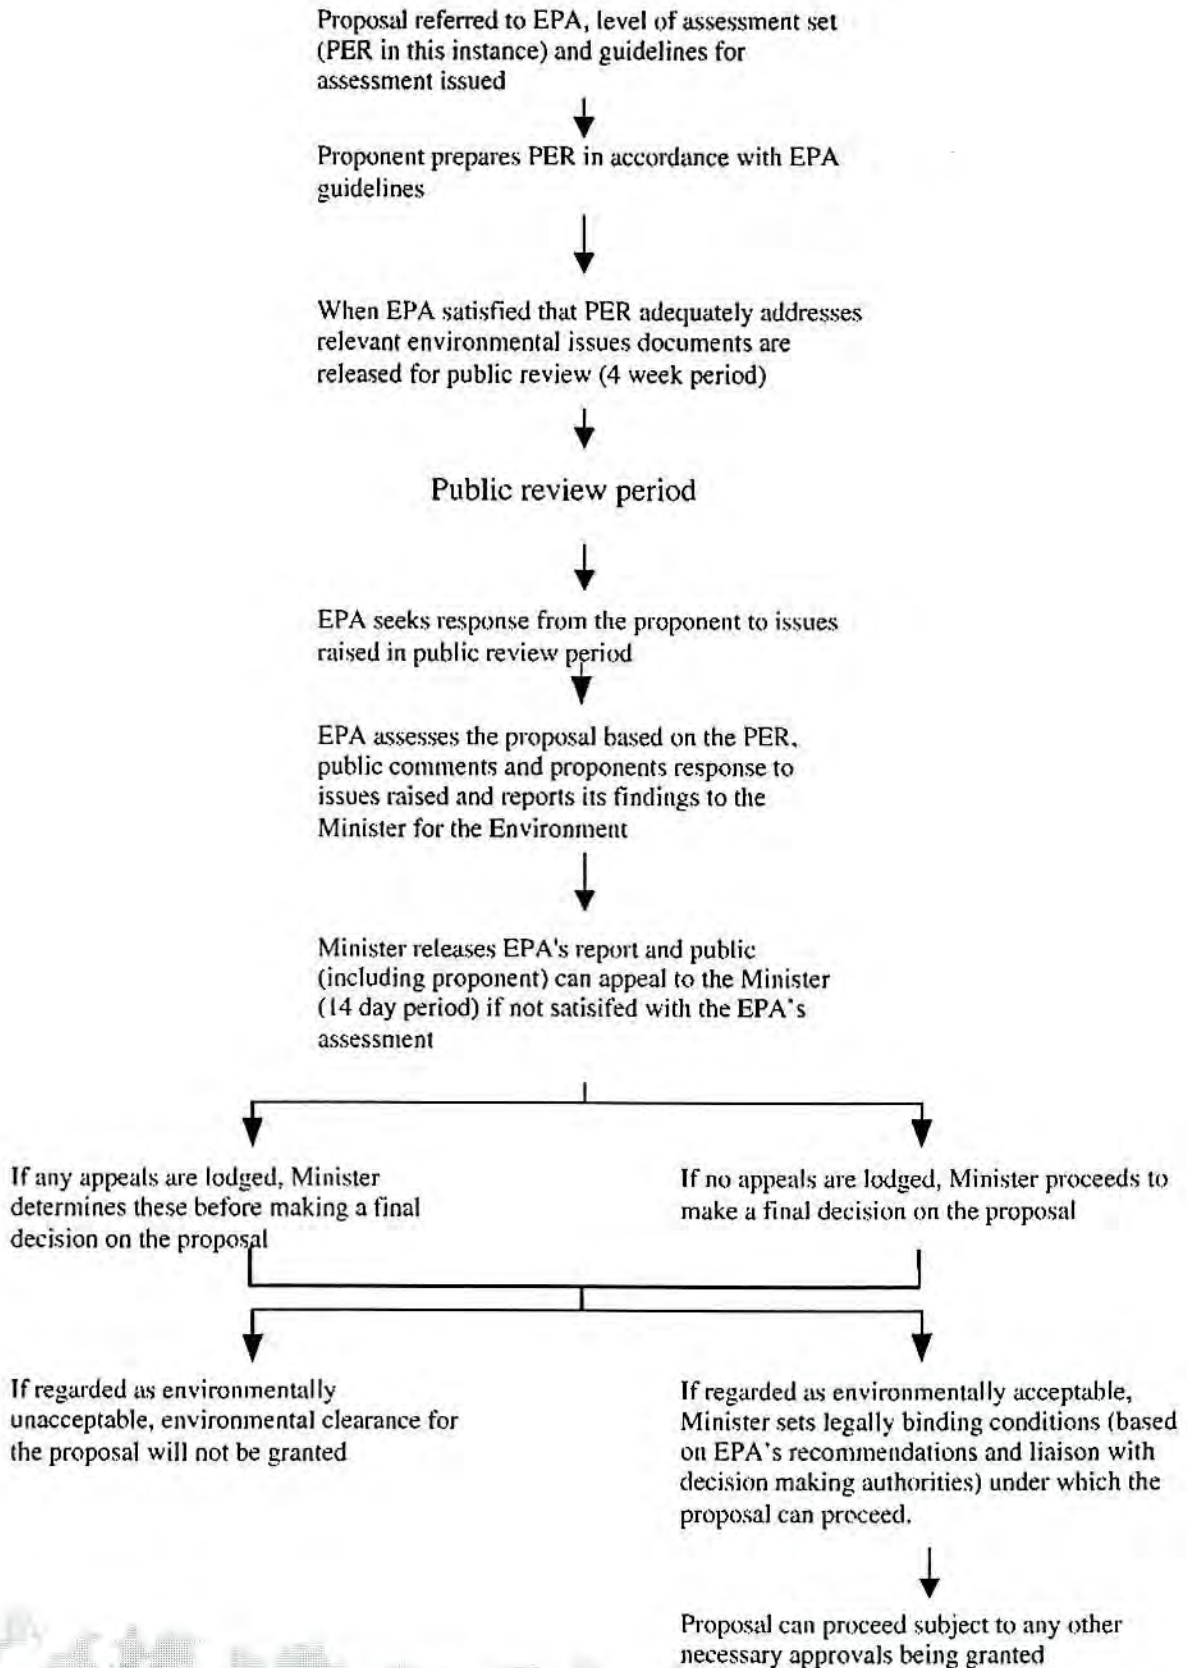 Proposal referred to EPA, level of assessment set
(PER in this instance) and guidelines for
assessment issued
Proponent prepares PER in accordance with EPA
guidelines
When EPA satisfied that PER adequately addresses
relevant environmental issues documents are
released for public review (4 week period)
Public review period
EPA seeks response from the proponent to issues
raised in public review period
EPA assesses the proposal based on the PER,
public comments and proponents response to
issues raised and reports its findings to the
Minister for the Environment
Minister releases EPA's report and public
(including proponent) can appeal to the Minister
(14 day period) if not satisifed with the EPA's
assessment
If any appeals are lodged, Minister
determines these before making a final
decision on the proposal
If no appeals are lodged, Minister proceeds to
make a final decision on the proposal
If regarded as environmentally
unacceptable, environmental clearance for
the proposal will not be granted
If regarded as environmentally acceptable,
Minister sets legally binding conditions (based
on EPA's recommendations and liaison with
decision making authorities) under which the
proposal can proceed.
Proposal can proceed subject to any other
necessary approvals being granted